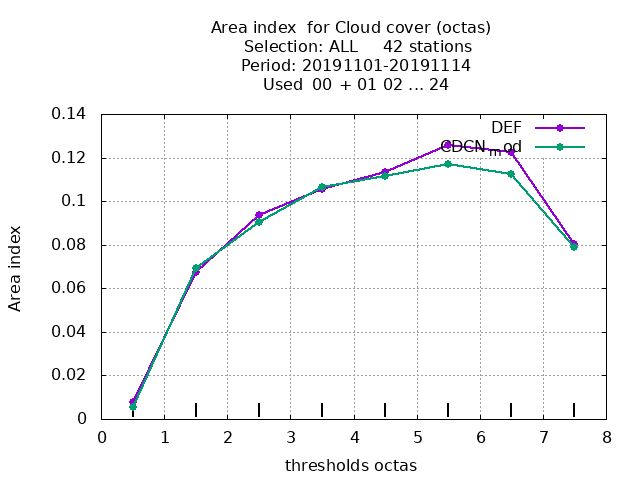 Area index  for Cloud cover (octas)
Selection: ALL     42 stations
Period: 20191101-20191114
Used  00 + 01 02 ... 24
DEF
CDCN_mod
0.14
0.12
0.1
0.08
0.06
0.04
0.02
0
Area index
0 1 2 3 4 5 6 7 8
thresholds octas